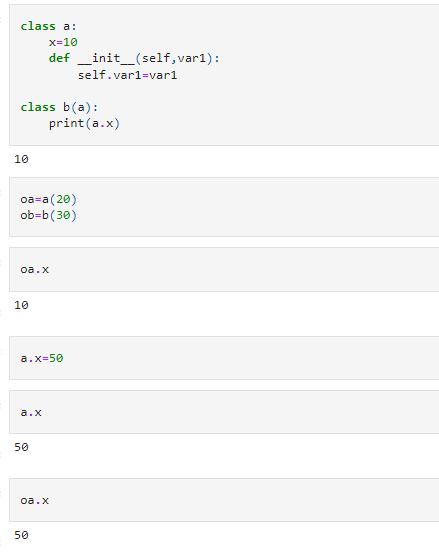 class a:
    x=10
    def __init__(self,var1):
        self.var1=var1
class b(a):
    print(a.x)
10
oa=a(20)
ob=b(30)
oa.x
10
a.x=50
a.x
50
oa.x
50